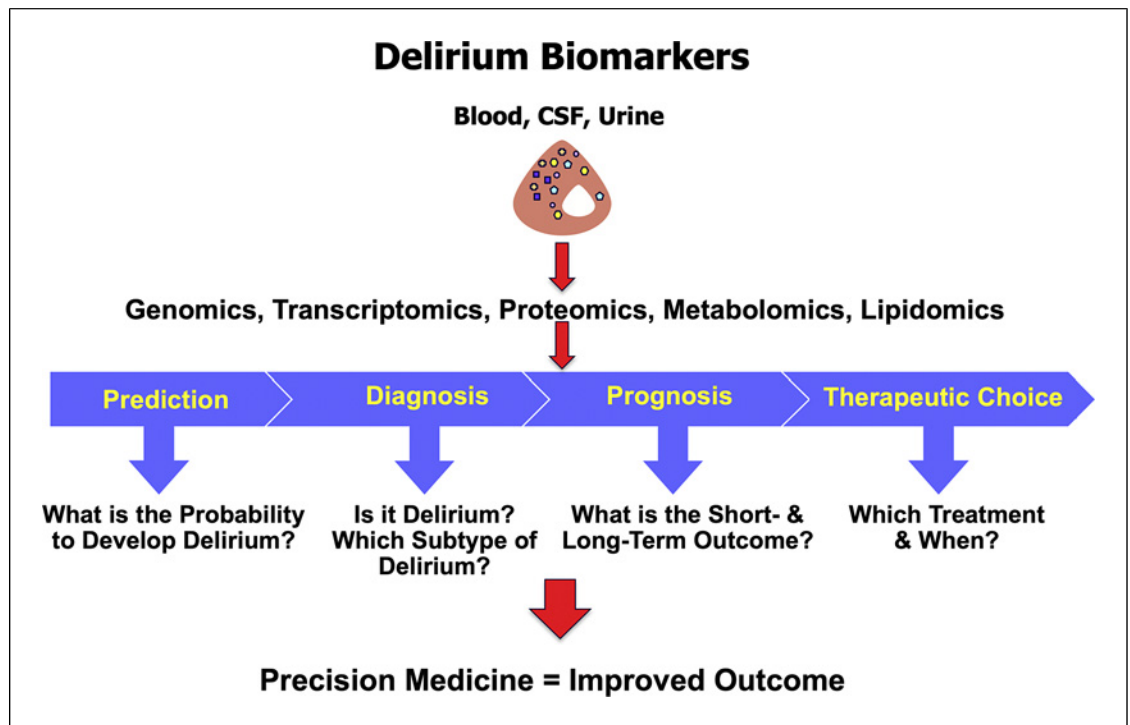 Delirium Biomarkers
Blood, CSF, Urine
Genomics, Transcriptomics, Proteomics, Metabolomics, Lipidomics
Prediction
Diagnosis
Prognosis
Therapeutic Choice
What is the Probability
to Develop Delirium?
Is it Delirium?
Which Subtype of
Delirium?
What is the Short- &
Long-Term Outcome?
Which Treatment
& When?
Precision Medicine = Improved Outcome